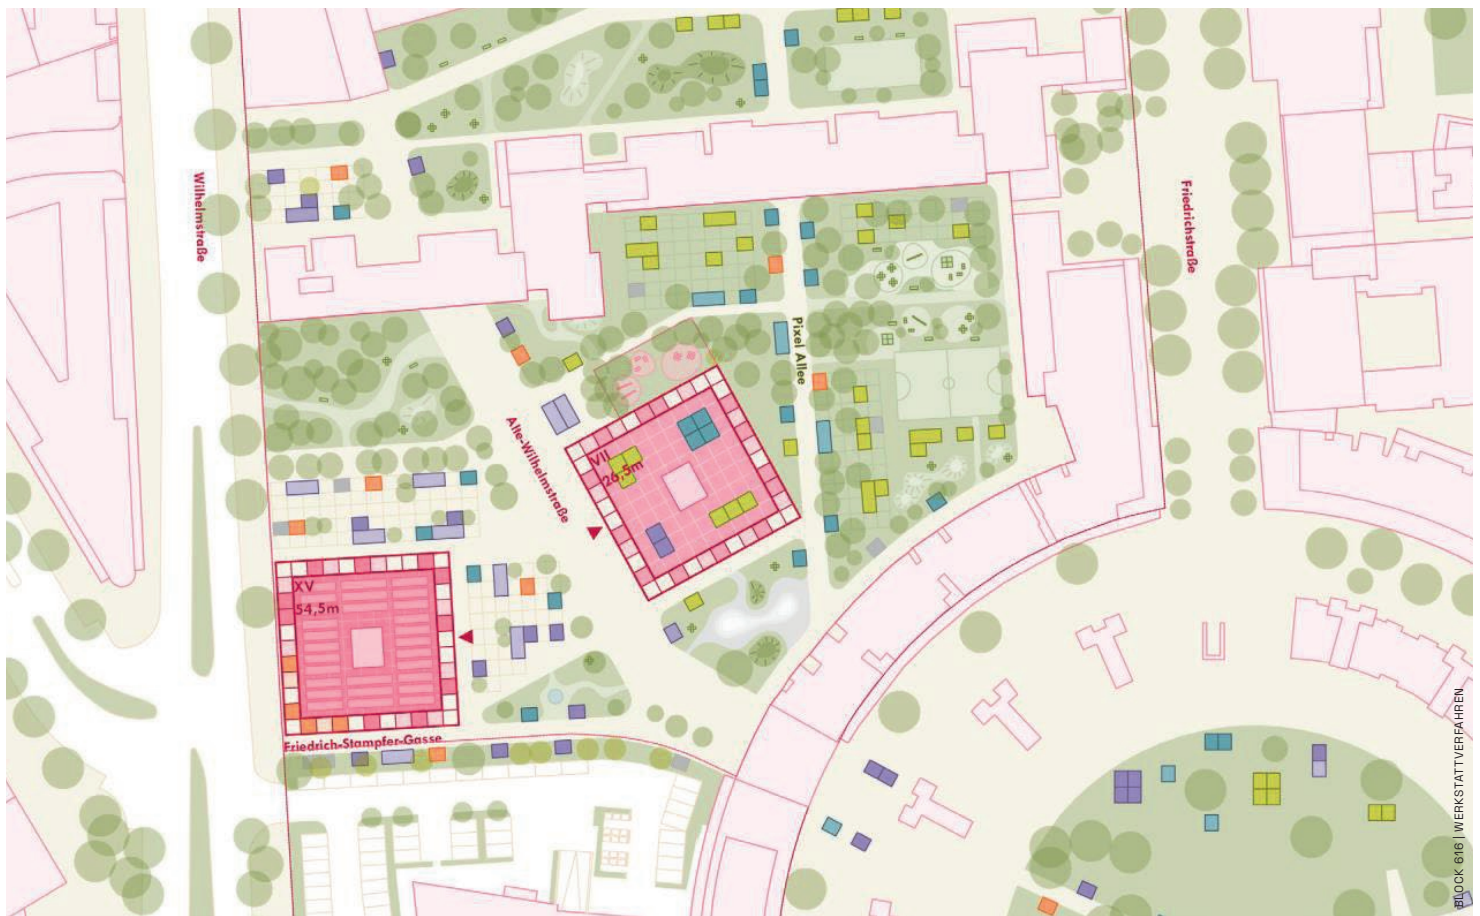 Wilhelmstraße
Friedrichstraße
Pixel Allee
Alte-Wilhelmstraße
VII
26,5m
XV
54,5m
Friedrich-Stampfer-Gasse
BLOCK 616 | WERKSTATTVERFAHREN